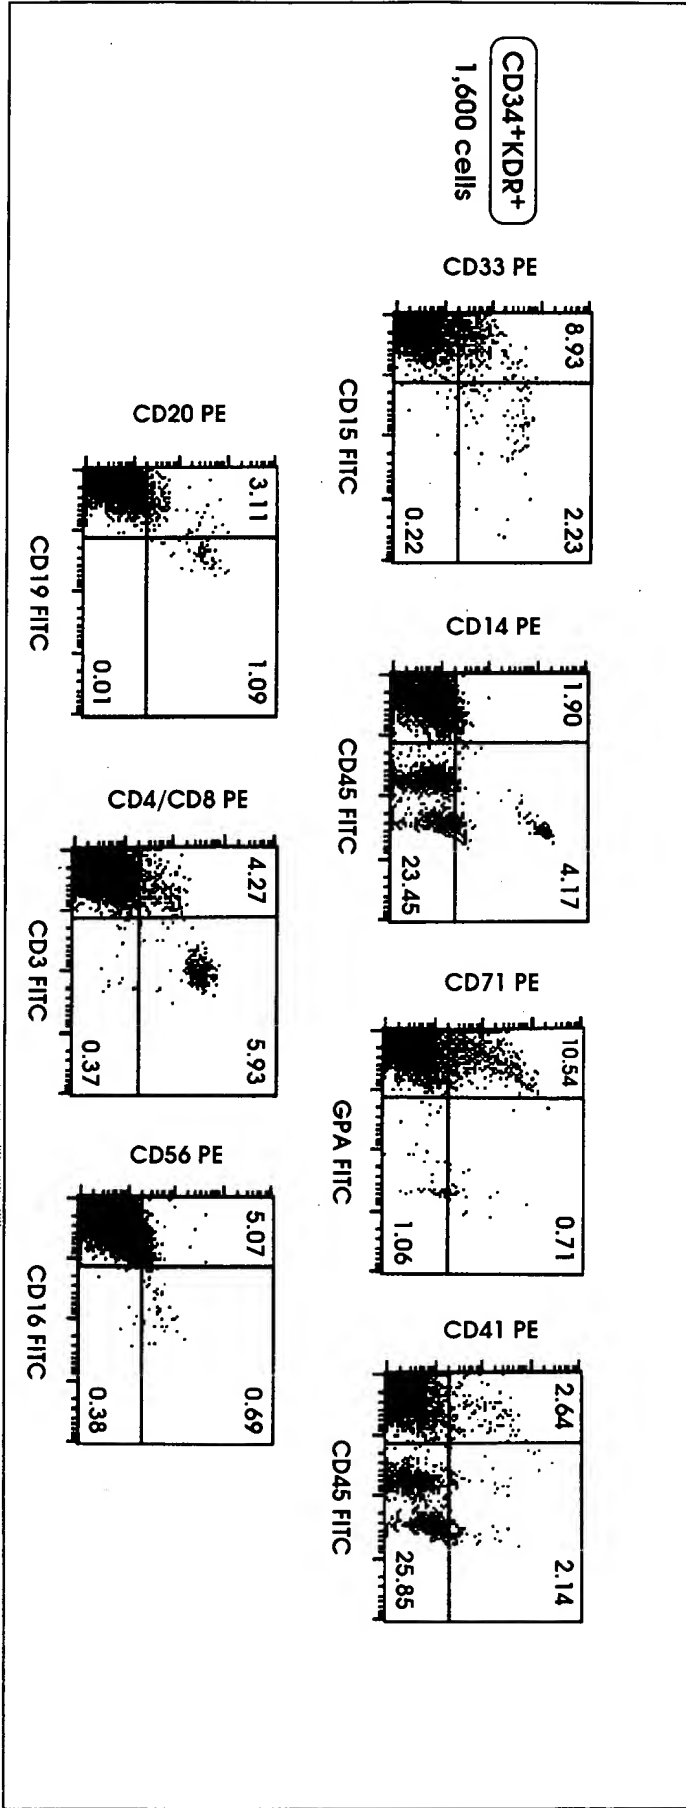 CD34+KDR+
1,600 cells
CD33 PE
8.93
2.23
0.22
CD15 FITC
CD14 PE
1.90
4.17
23.45
CD45 FITC
CD71 PE
10.54
0.71
1.06
GPA FITC
CD41 PE
2.64
2.14
25.85
CD45 FITC
CD20 PE
3.11
1.09
0.01
CD19 FITC
CD4/CD8 PE
4.27
5.93
0.37
CD3 FITC
CD56 PE
5.07
0.69
0.38
CD16 FITC